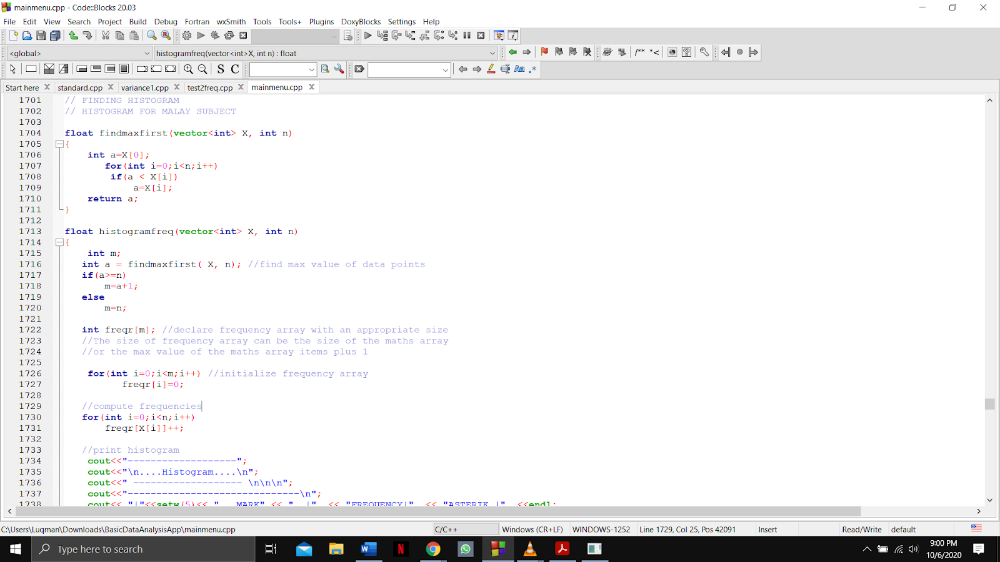 mainmenu.cpp - Code::Blocks 20.03
File Edit View Search Project Build Debug Fortran wxSmith Tools Tools+ Plugins DoxyBlocks Settings Help
<global>
histogramfreq(vector<int>X, int n) : float
/** *<
S C
Aa .*
Start here standard.cpp variance1.cpp test2freq.cpp mainmenu.cpp
1701 // FINDING HISTOGRAM
1702 // HISTOGRAM FOR MALAY SUBJECT
1703
1704 float findmaxfirst(vector<int> X, int n)
1705 {
1706 int a=X[0];
1707 for(int i=0;i<n;i++)
1708 if(a < X[i])
1709 a=X[i];
1710 return a;
1711 }
1712
1713 float histogramfreq(vector<int> X, int n)
1714 {
1715 int m;
1716 int a = findmaxfirst( X, n); //find max value of data points
1717 if(a>=n)
1718 m=a+1;
1719 else
1720 m=n;
1721
1722 int freqr[m]; //declare frequency array with an appropriate size
1723 //The size of frequency array can be the size of the maths array
1724 //or the max value of the maths array items plus 1
1725
1726 for(int i=0;i<m;i++) //initialize frequency array
1727 freqr[i]=0;
1728
1729 //compute frequencies
1730 for(int i=0;i<n;i++)
1731 freqr[X[i]]++;
1732
1733 //print histogram
1734 cout<<"-------------------";
1735 cout<<"\n....Histogram....\n";
1736 cout<<" ------------------- \n\n\n";
1737 cout<<"------------------------------\n";
1738 cout<< "|"<<setw(5)<< "   MARK" << "   |"  << "FREQUENCY|"  << "ASTERIK |"  <<endl;
C:\Users\Luqman\Downloads\BasicDataAnalysisApp\mainmenu.cpp C/C++ Windows (CR+LF) WINDOWS-1252 Line 1729, Col 25, Pos 42091 Insert Read/Write default
Type here to search
9:00 PM
10/6/2020